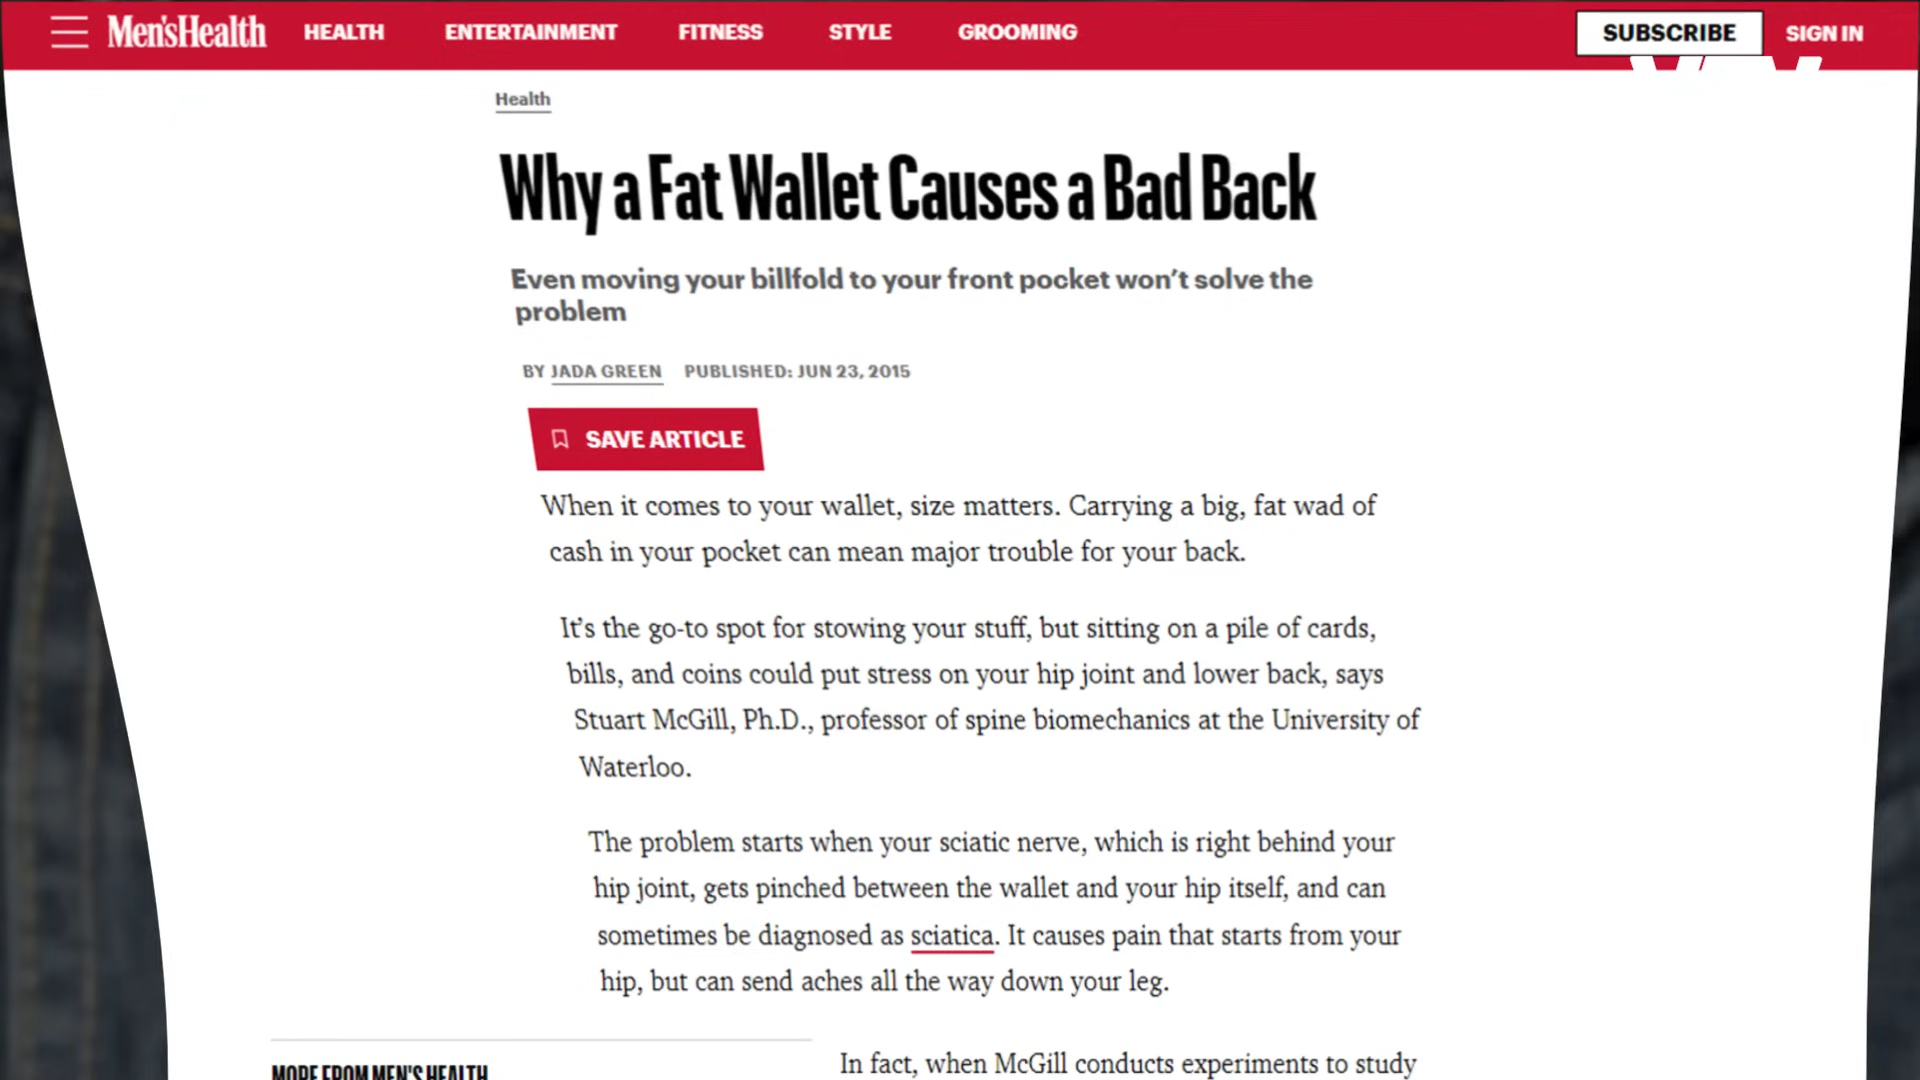 Men'sHealth HEALTH ENTERTAINMENT FITNESS STYLE GROOMING SUBSCRIBE SIGN IN
Health
Why a Fat Wallet Causes a Bad Back
Even moving your billfold to your front pocket won't solve the
problem
BY JADA GREEN PUBLISHED: JUN 23, 2015
SAVE ARTICLE
When it comes to your wallet, size matters. Carrying a big, fat wad of
cash in your pocket can mean major trouble for your back.
It's the go-to spot for stowing your stuff, but sitting on a pile of cards,
bills, and coins could put stress on your hip joint and lower back, says
Stuart McGill, Ph.D., professor of spine biomechanics at the University of
Waterloo.
The problem starts when your sciatic nerve, which is right behind your
hip joint, gets pinched between the wallet and your hip itself, and can
sometimes be diagnosed as sciatica. It causes pain that starts from your
hip, but can send aches all the way down your leg.
MORE FROM MEN'S HEALTH
In fact, when McGill conducts experiments to study